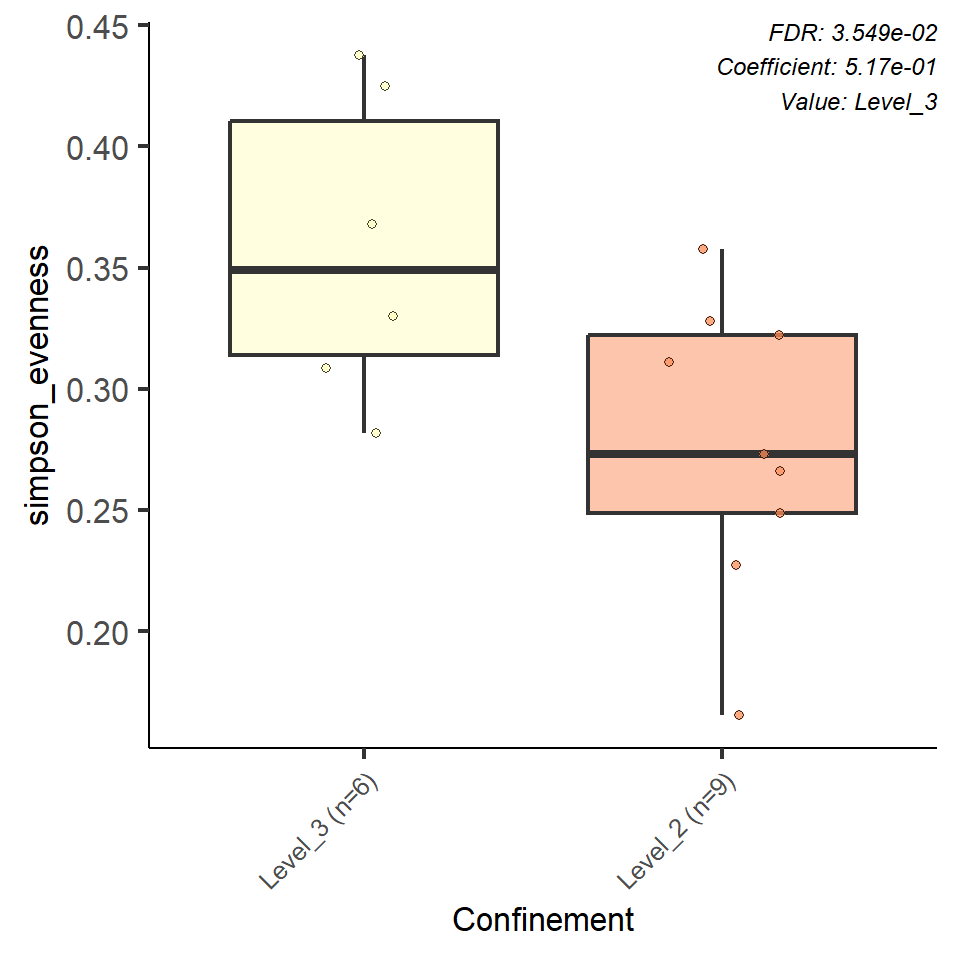 FDR: 3.549e-02
Coefficient: 5.17e-01
Value: Level_3
simpson_evenness
0.45
0.40
0.35
0.30
0.25
0.20
Level_3 (n=6)
Level_2 (n=9)
Confinement